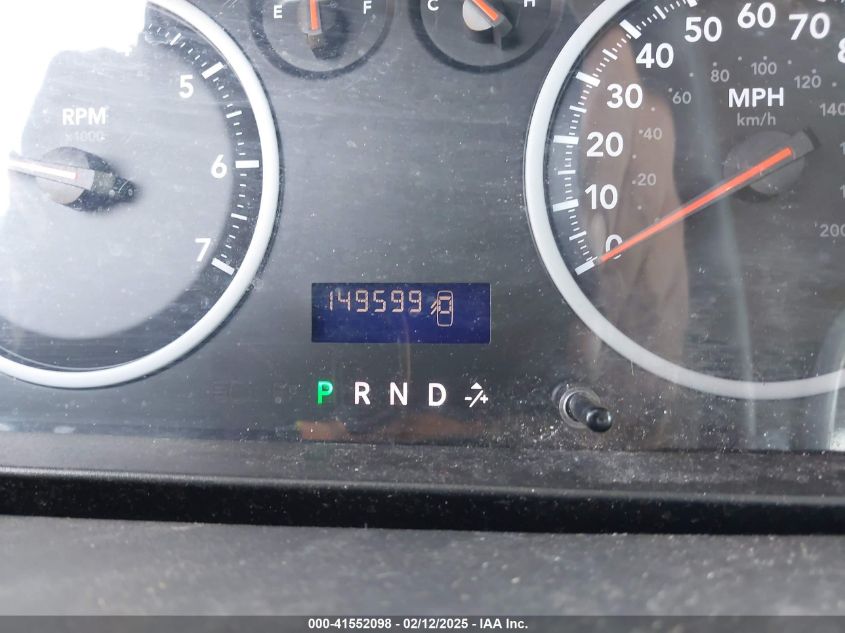 E F C H
5 6 7
RPM
x1000
0 10 20 30 40 50 60 70
20 40 60 80 100 120 140
200
MPH
km/h
149599
P R N D -/+
000-41552098 - 02/12/2025 - IAA Inc.